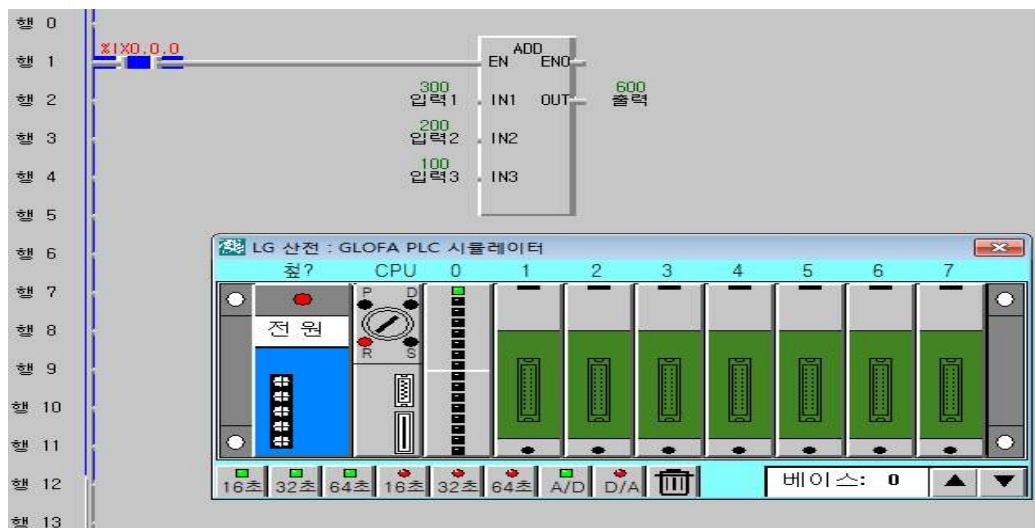 행 0
%IX0.0.0
행 1
ADD
EN ENO
300
600
행 2
입력1 IN1 OUT 출력
200
행 3
입력2 IN2
100
행 4
입력3 IN3
행 5
행 6
LG 산전 : GLOFA PLC 시뮬레이터
CPU 0 1 2 3 4 5 6 7
행 7
P D
행 8
전 원
R S
행 9
행 10
행 11
행 12
16초 32초 64초 16초 32초 64초 A/D D/A 베이스: 0
행 13